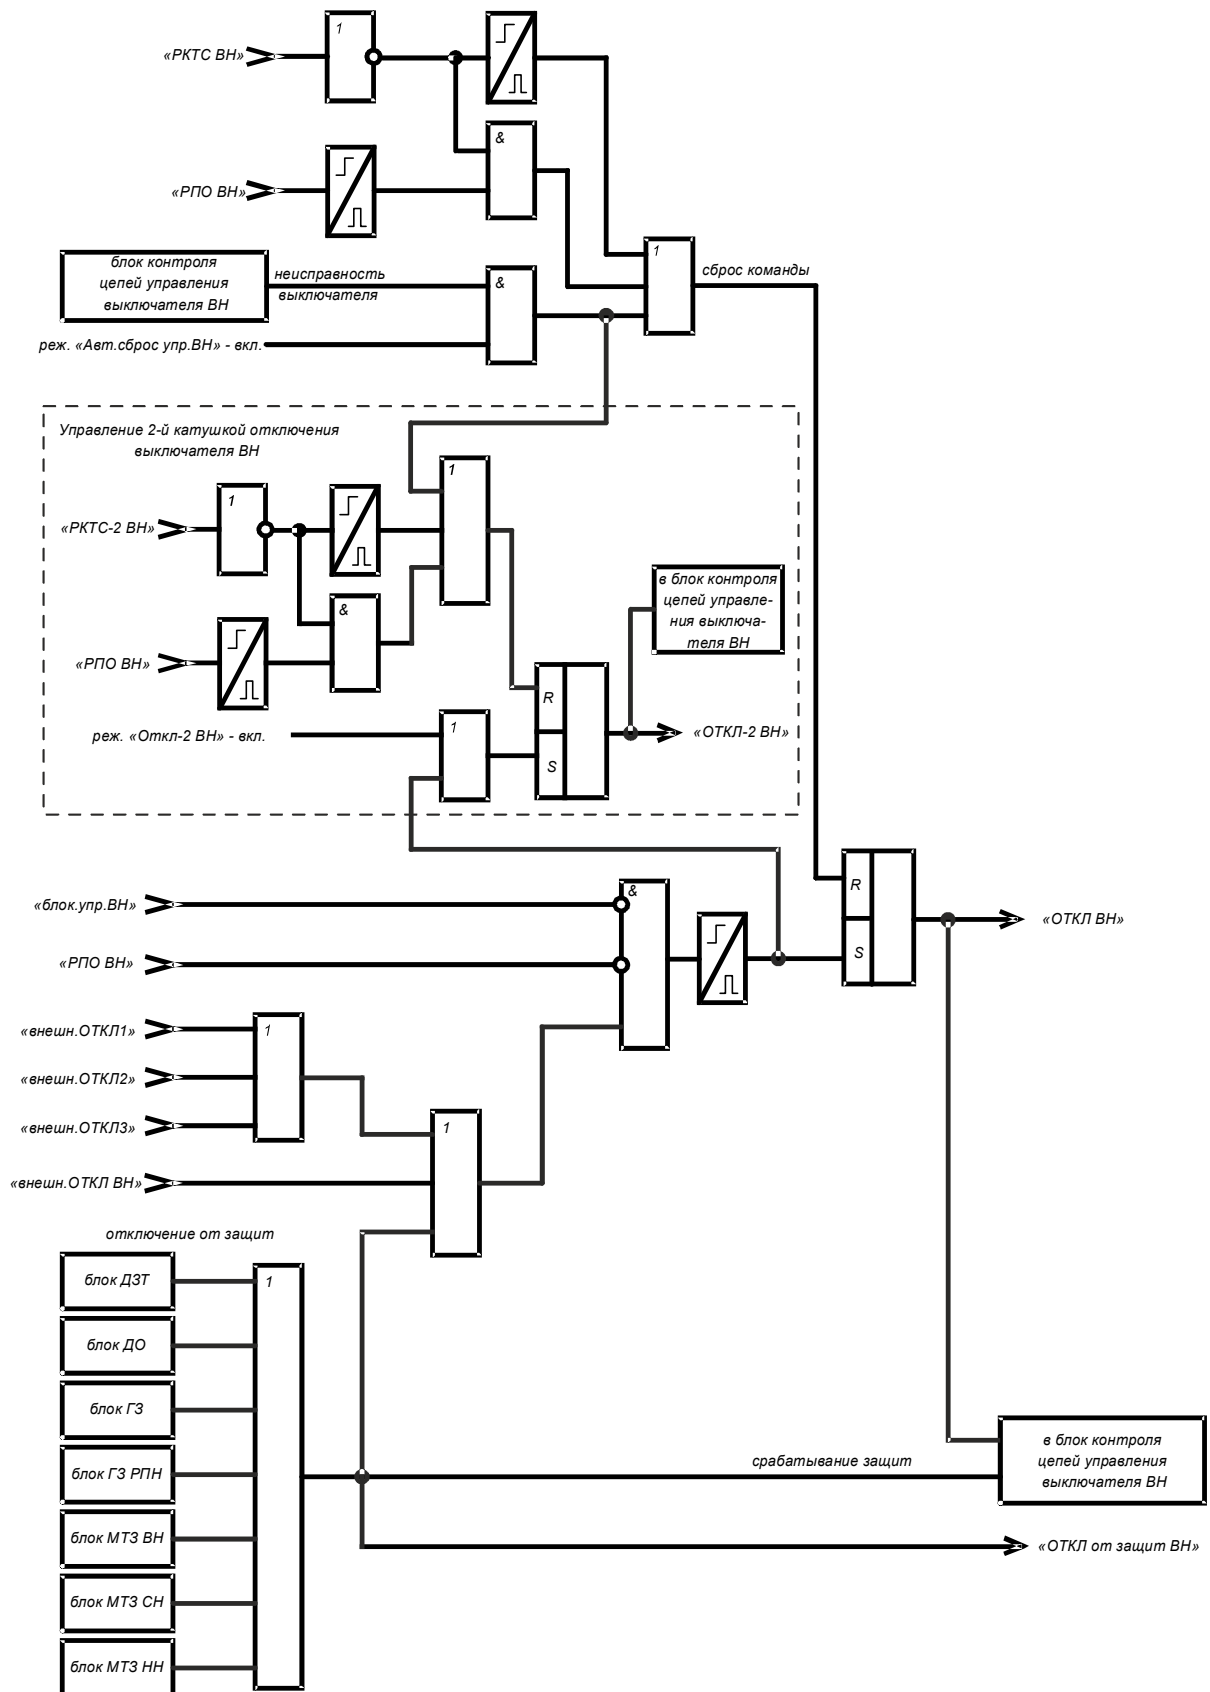 1
«РКТС ВН»
&
«РПО ВН»
блок контроля
цепей управления
выключателя ВН
неисправность
выключателя
&
1
сброс команды
реж. «Авт.сброс упр.ВН» - вкл.
Управление 2-й катушкой отключения
выключателя ВН
1
1
«РКТС-2 ВН»
в блок контроля
цепей управле-
ния выключа-
теля ВН
&
«РПО ВН»
R
реж. «Откл-2 ВН» - вкл.
1
«ОТКЛ-2 ВН»
S
&
R
«блок.упр.ВН»
«ОТКЛ ВН»
«РПО ВН»
S
«внешн.ОТКЛ1»
1
«внешн.ОТКЛ2»
«внешн.ОТКЛ3»
1
«внешн.ОТКЛ ВН»
отключение от защит
блок ДЗТ
1
блок ДО
блок ГЗ
блок ГЗ РПН
срабатывание защит
в блок контроля
цепей управления
выключателя ВН
блок МТЗ ВН
«ОТКЛ от защит ВН»
блок МТЗ СН
блок МТЗ НН